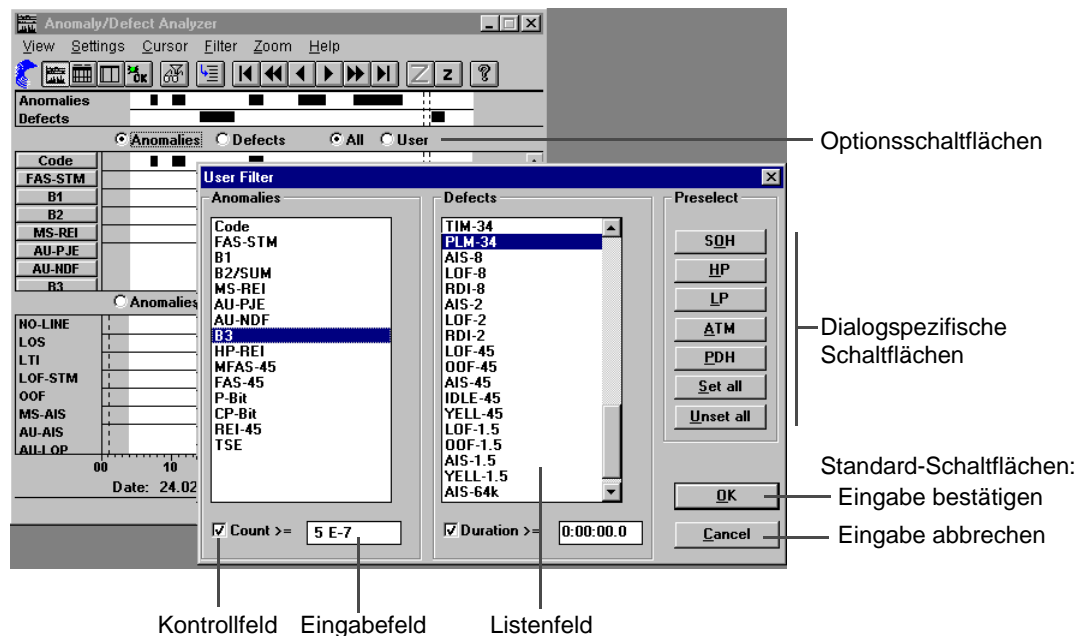 Anomaly/Defect Analyzer
View Settings Cursor Filter Zoom Help
OK Z z ?
Anomalies
Defects
Anomalies Defects All User
Optionsschaltflächen
Code
FAS-STM
B1
B2
MS-REI
AU-PJE
AU-NDF
B3
Anomalies
NO-LINE
LOS
LTI
LOF-STM
OOF
MS-AIS
AU-AIS
AU-LOP
00 10
Date: 24.02
User Filter
Anomalies
Code
FAS-STM
B1
B2/SUM
MS-REI
AU-PJE
AU-NDF
B3
HP-REI
MFAS-45
FAS-45
P-Bit
CP-Bit
REI-45
TSE
Count >= 5 E-7
Defects
TIM-34
PLM-34
AIS-8
LOF-8
RDI-8
AIS-2
LOF-2
RDI-2
LOF-45
OOF-45
AIS-45
IDLE-45
YELL-45
LOF-1.5
OOF-1.5
AIS-1.5
YELL-1.5
AIS-64k
Duration >= 0:00:00.0
Preselect
SOH
HP
LP
ATM
PDH
Set all
Unset all
OK
Cancel
Dialogspezifische
Schaltflächen
Standard-Schaltflächen:
Eingabe bestätigen
Eingabe abbrechen
Kontrollfeld Eingabefeld Listenfeld